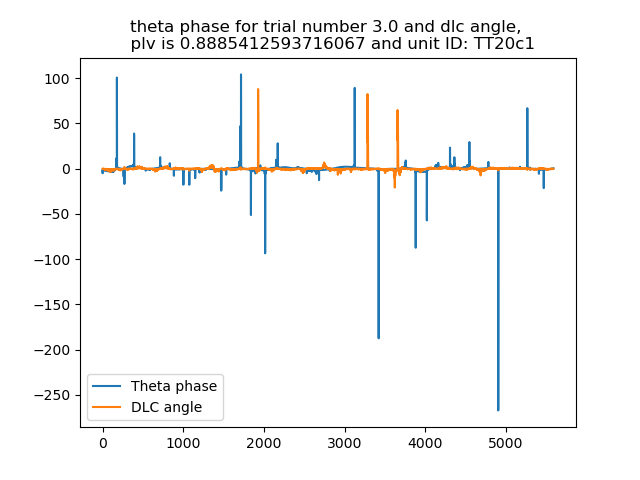 theta phase for trial number 3.0 and dlc angle,
plv is 0.8885412593716067 and unit ID: TT20c1
100
50
0
−50
−100
−150
−200
−250
Theta phase
DLC angle
0 1000 2000 3000 4000 5000